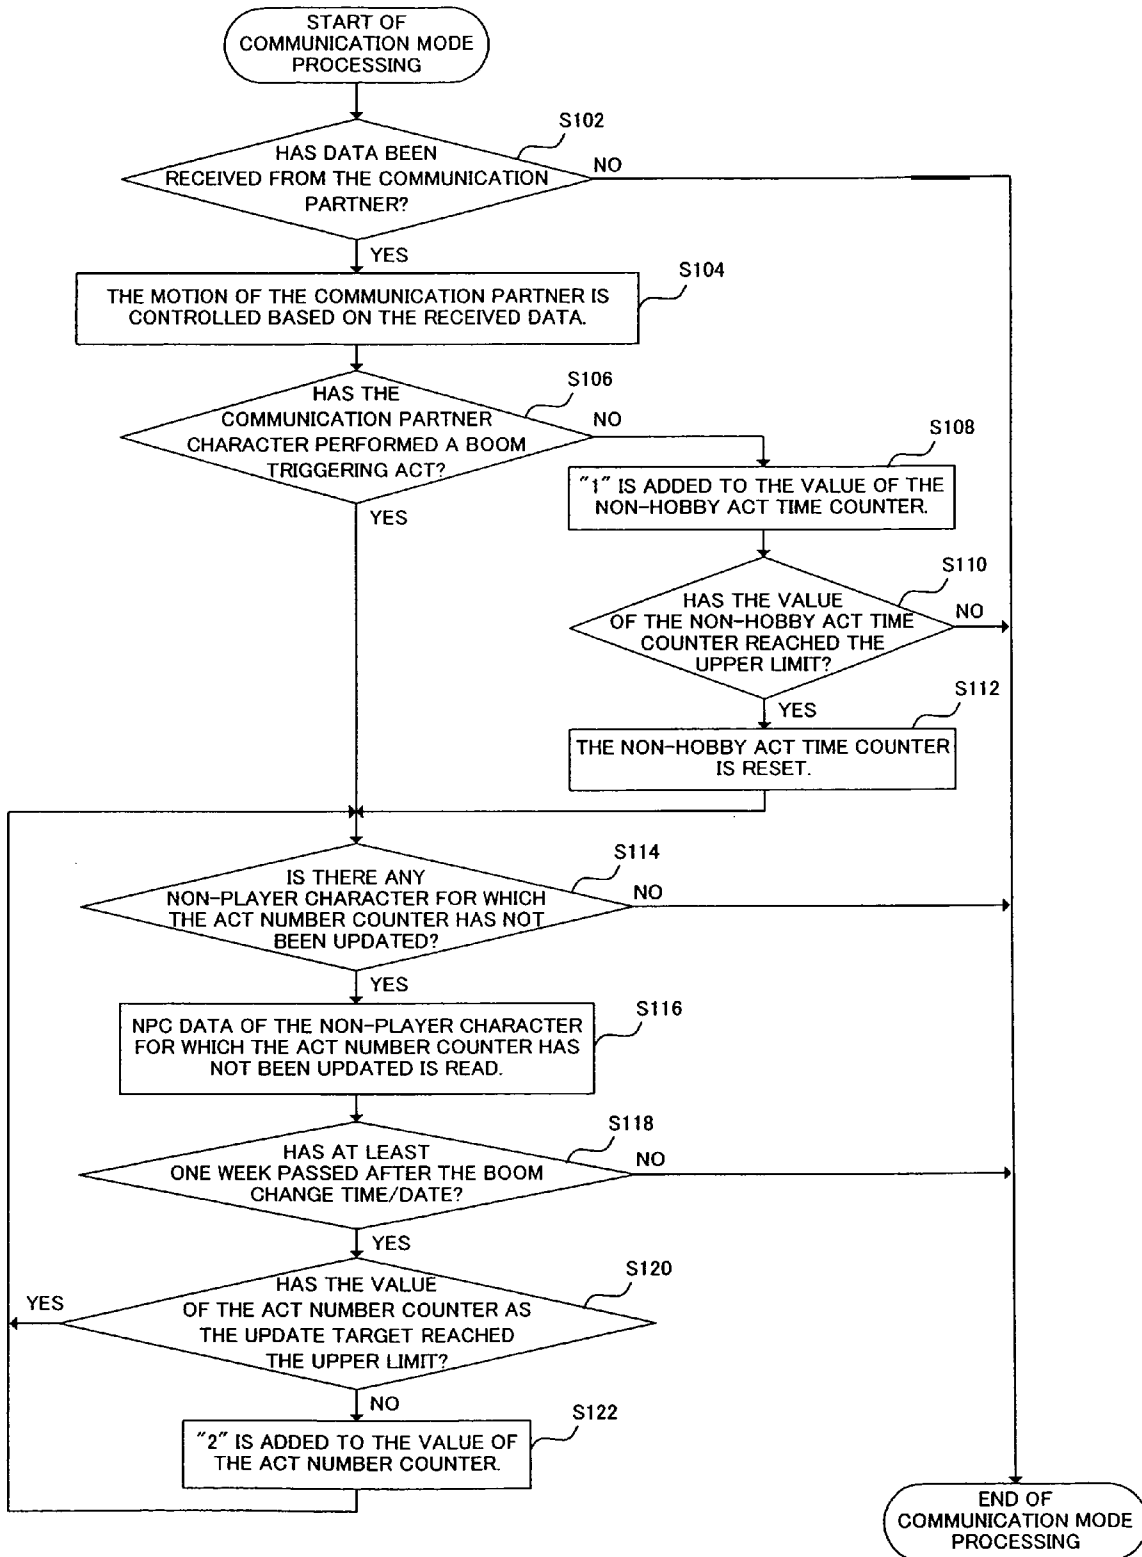 START OF
COMMUNICATION MODE
PROCESSING
S102
HAS DATA BEEN
RECEIVED FROM THE COMMUNICATION
PARTNER?
NO
YES
S104
THE MOTION OF THE COMMUNICATION PARTNER IS
CONTROLLED BASED ON THE RECEIVED DATA.
S106
HAS THE
COMMUNICATION PARTNER
CHARACTER PERFORMED A BOOM
TRIGGERING ACT?
NO
YES
S108
"1" IS ADDED TO THE VALUE OF THE
NON-HOBBY ACT TIME COUNTER.
S110
HAS THE VALUE
OF THE NON-HOBBY ACT TIME
COUNTER REACHED THE
UPPER LIMIT?
NO
YES
S112
THE NON-HOBBY ACT TIME COUNTER
IS RESET.
S114
IS THERE ANY
NON-PLAYER CHARACTER FOR WHICH
THE ACT NUMBER COUNTER HAS NOT
BEEN UPDATED?
NO
YES
S116
NPC DATA OF THE NON-PLAYER CHARACTER
FOR WHICH THE ACT NUMBER COUNTER HAS
NOT BEEN UPDATED IS READ.
S118
HAS AT LEAST
ONE WEEK PASSED AFTER THE BOOM
CHANGE TIME/DATE?
NO
YES
S120
HAS THE VALUE
OF THE ACT NUMBER COUNTER AS
THE UPDATE TARGET REACHED
THE UPPER LIMIT?
YES
NO
S122
"2" IS ADDED TO THE VALUE OF
THE ACT NUMBER COUNTER.
END OF
COMMUNICATION MODE
PROCESSING